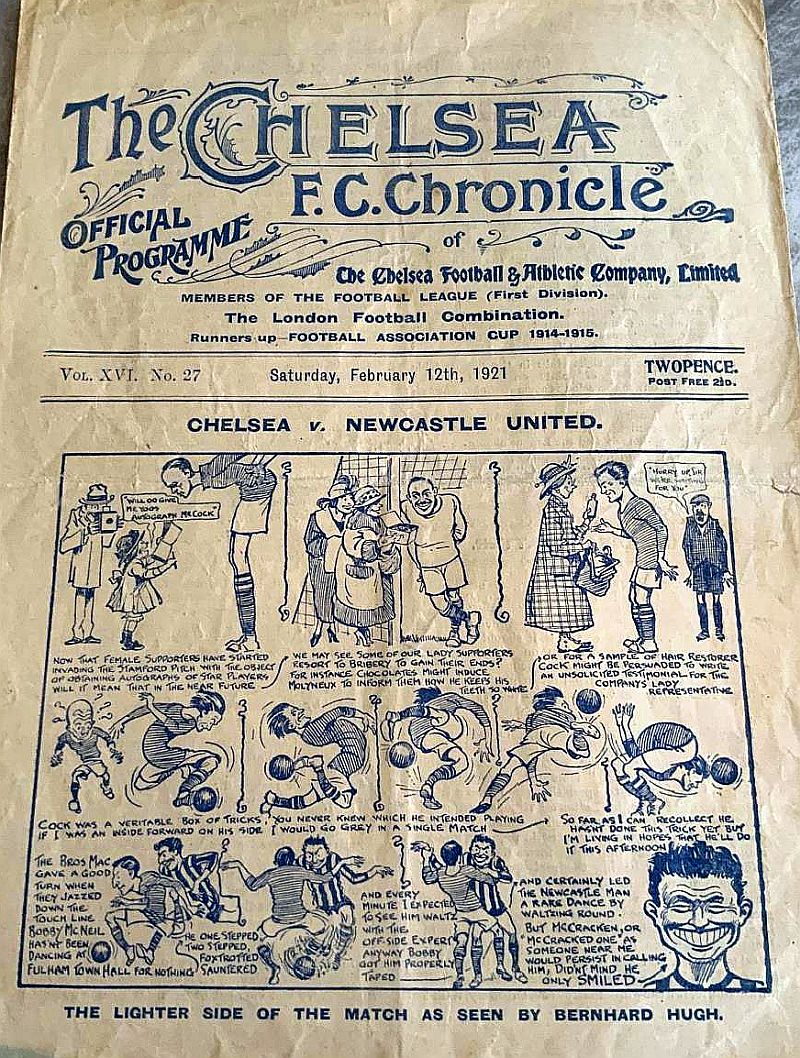 The CHELSEA
F.C. Chronicle
OFFICIAL
PROGRAMME
of
The Chelsea Football & Athletic Company, Limited
MEMBERS OF THE FOOTBALL LEAGUE (First Division).
The London Football Combination.
Runners up—FOOTBALL ASSOCIATION CUP 1914-1915.
VOL. XVI. No. 27
Saturday, February 12th, 1921
TWOPENCE.
POST FREE 2½D.
CHELSEA v. NEWCASTLE UNITED.
"WILL OO GIVE
ME YOOS
AUTOGRAPH MR COCK"
"HURRY UP, SIR
WE'RE WAITING
FOR YOU"
NOW THAT FEMALE SUPPORTERS HAVE STARTED
INVADING THE STAMFORD PITCH WITH THE OBJECT
OF OBTAINING AUTOGRAPHS OF STAR PLAYERS
WILL IT MEAN THAT IN THE NEAR FUTURE
WE MAY SEE SOME OF OUR LADY SUPPORTERS
RESORT TO BRIBERY TO GAIN THEIR ENDS?
FOR INSTANCE CHOCOLATES MIGHT INDUCE
MOLYNEUX TO INFORM THEM HOW HE KEEPS HIS
TEETH SO WHITE
OR FOR A SAMPLE OF HAIR RESTORER
COCK MIGHT BE PERSUADED TO WRITE
AN UNSOLICITED TESTIMONIAL FOR THE
COMPANY'S LADY
REPRESENTATIVE
COCK WAS A VERITABLE BOX OF TRICKS
IF I WAS AN INSIDE FORWARD ON HIS SIDE
YOU NEVER KNEW WHICH HE INTENDED PLAYING
I WOULD GO GREY IN A SINGLE MATCH
SO FAR AS I CAN RECOLLECT HE
HASN'T DONE THIS TRICK YET BUT
I'M LIVING IN HOPES THAT HE'LL DO
IT THIS AFTERNOON
THE BROS MAC
GAVE A GOOD
TURN WHEN
THEY JAZZED
DOWN THE
TOUCH LINE
BOBBY McNEIL
HASN'T BEEN
DANCING AT
FULHAM TOWN HALL FOR NOTHING
HE ONE STEPPED
TWO STEPPED,
FOXTROTTED
SAUNTERED
AND EVERY
MINUTE I EXPECTED
TO SEE HIM WALTZ
WITH THE
OFF-SIDE EXPERT
ANYWAY BOBBY
GOT HIM PROPERLY
TAPED
AND CERTAINLY LED
THE NEWCASTLE MAN
A RARE DANCE BY
WALTZING ROUND.
BUT McCRACKEN, OR
"McCRACKED ONE" AS
SOMEONE NEAR ME
WOULD PERSIST IN CALLING
HIM, DIDN'T MIND HE
ONLY SMILED
THE LIGHTER SIDE OF THE MATCH AS SEEN BY BERNHARD HUGH.